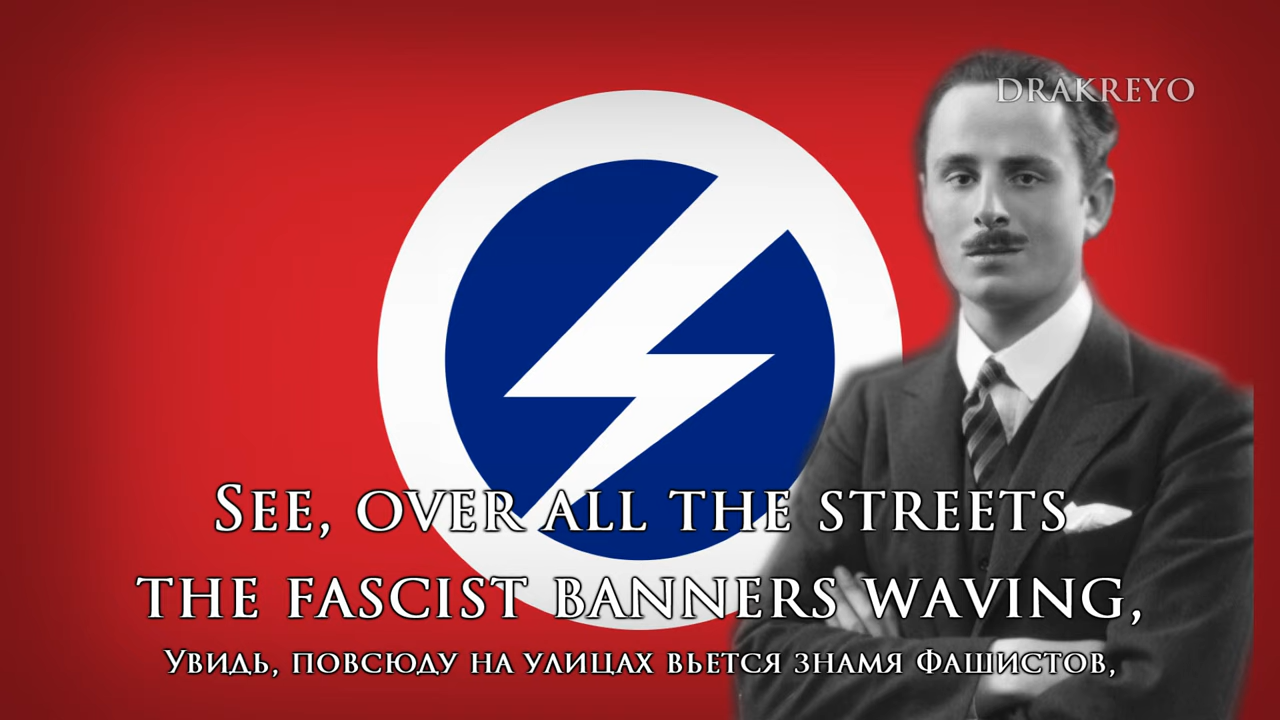 DRAKREYO
See, over all the streets
the fascist banners waving,
Увидь, повсюду на улицах вьется знамя Фашистов,